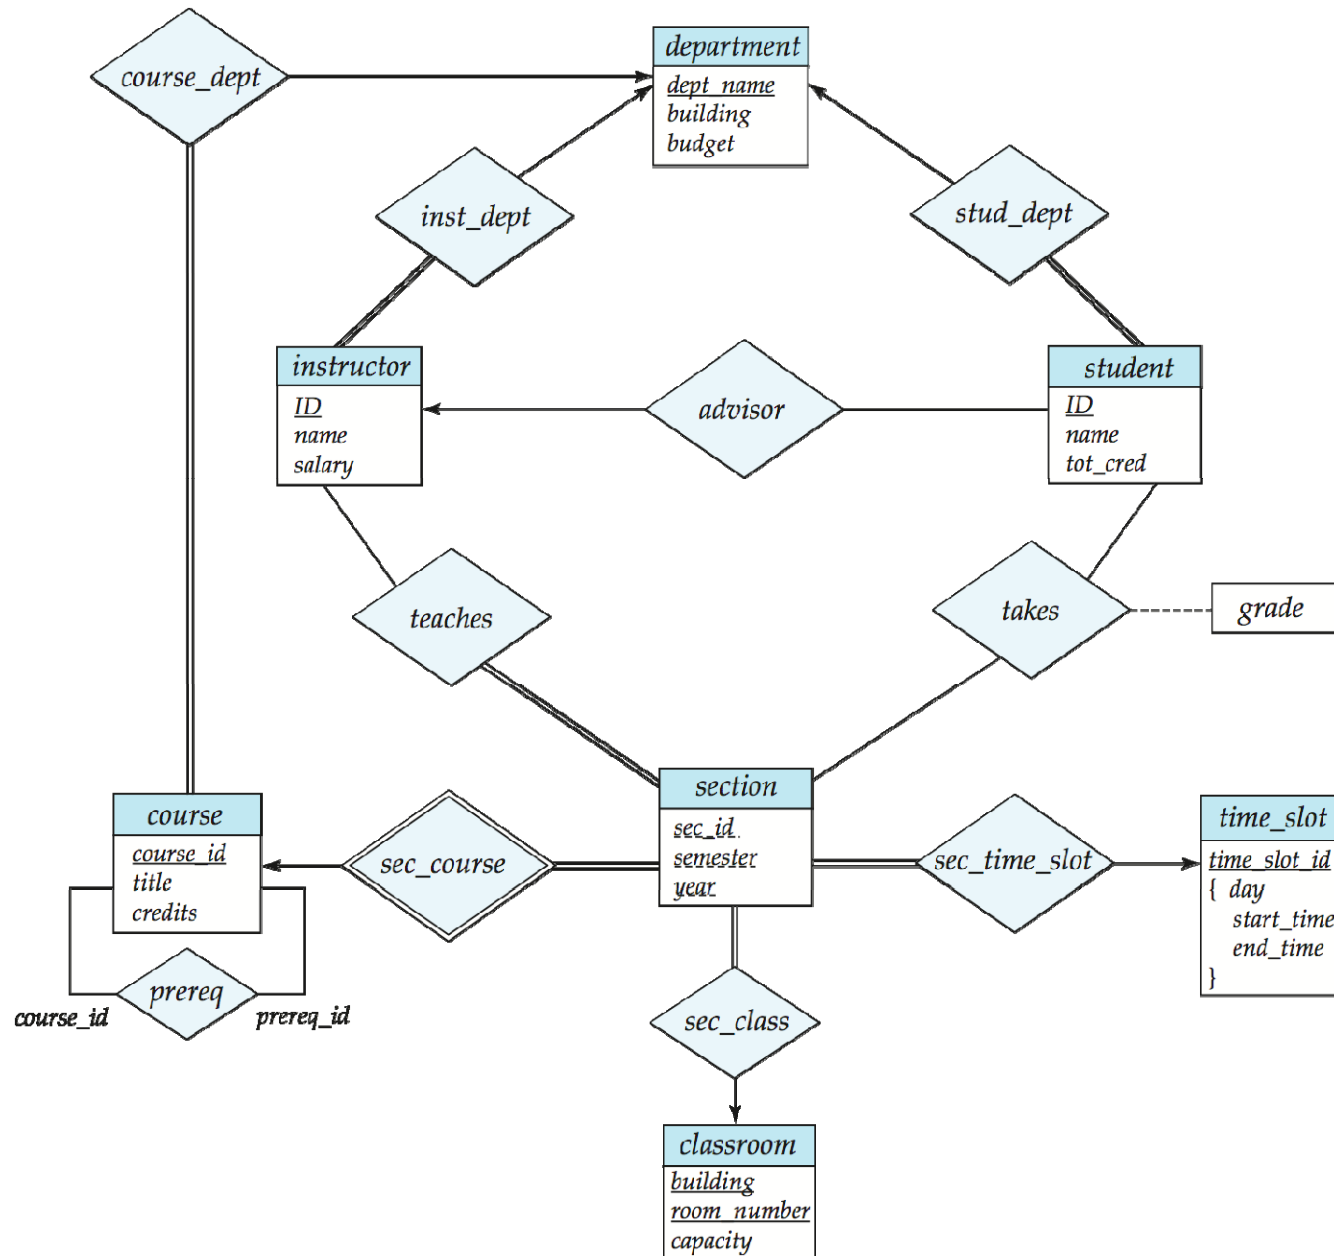 department
dept_name
building
budget
course_dept
inst_dept
stud_dept
instructor
ID
name
salary
advisor
student
ID
name
tot_cred
teaches
takes
grade
section
sec_id
semester
year
course
course_id
title
credits
sec_course
sec_time_slot
time_slot
time_slot_id
{ day
start_time
end_time
}
prereq
course_id
prereq_id
sec_class
classroom
building
room_number
capacity